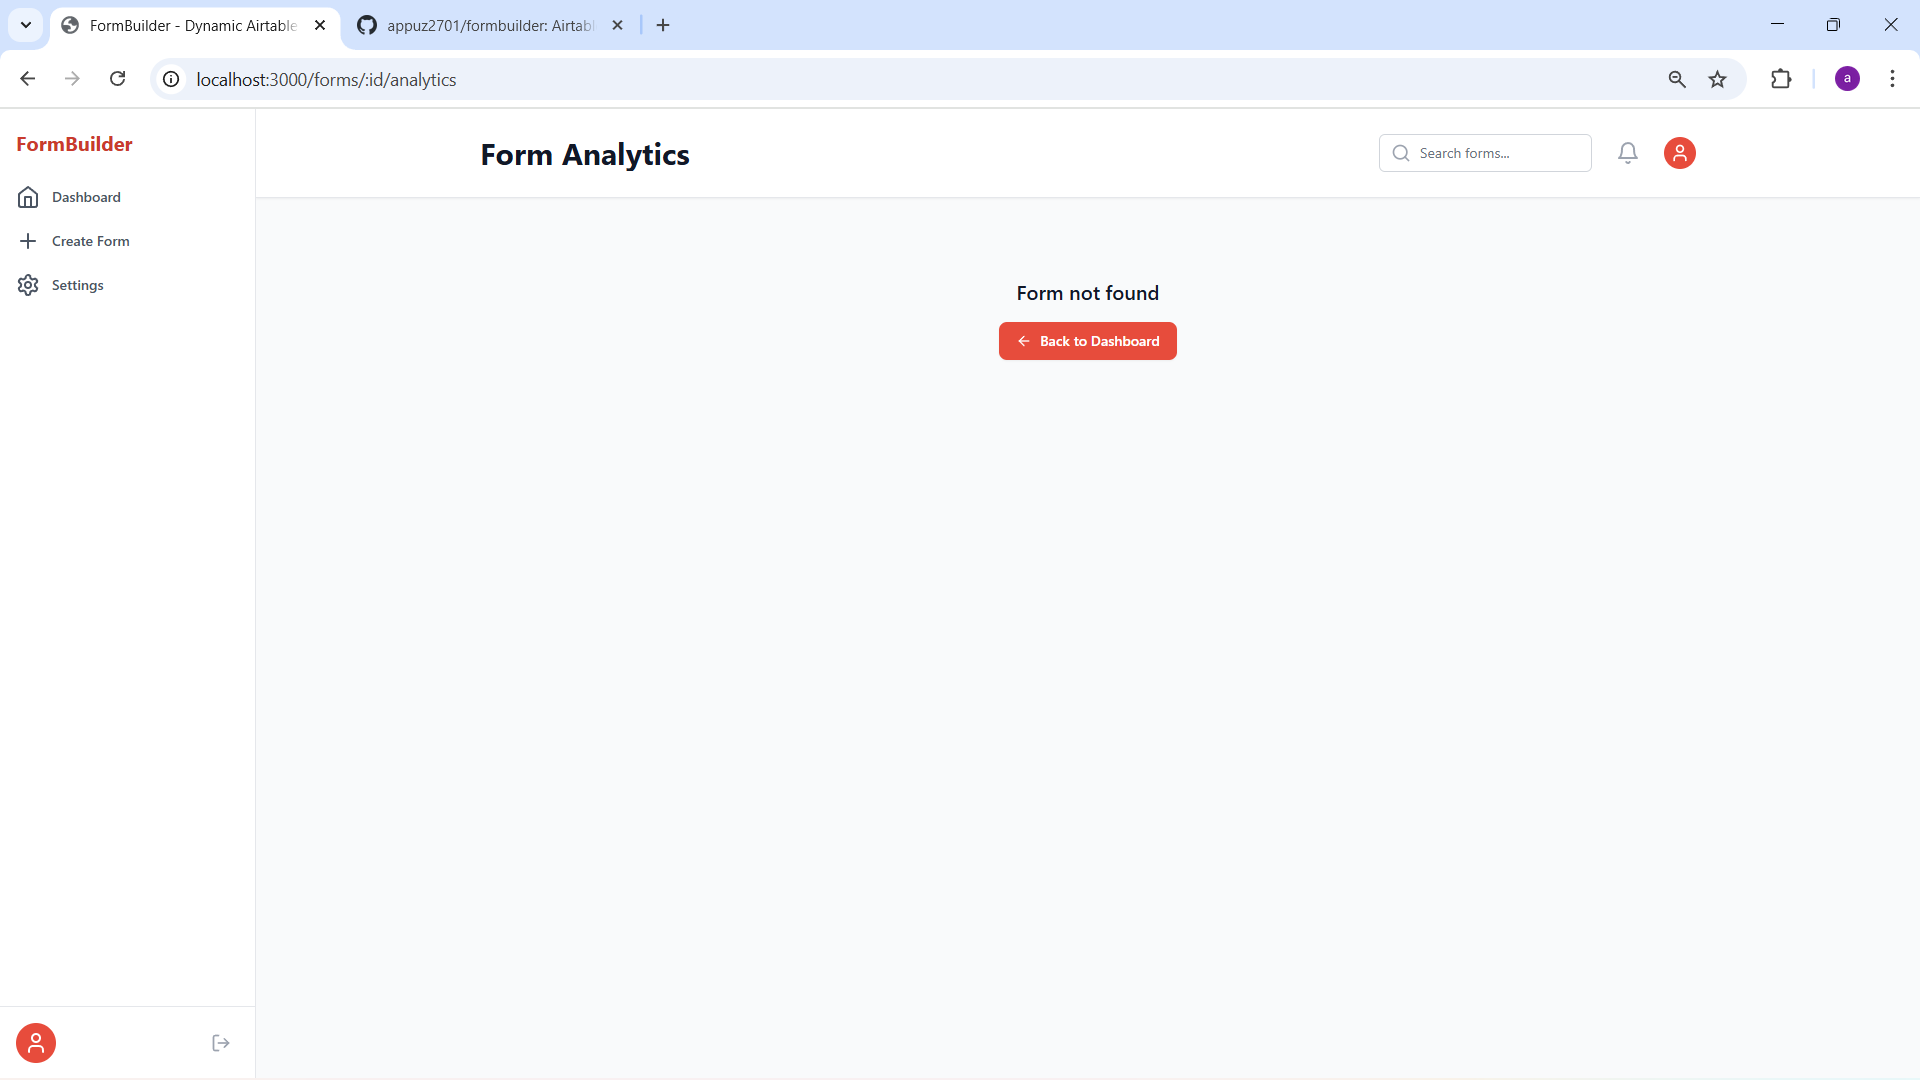 FormBuilder - Dynamic Airtable
appuz2701/formbuilder: Airtabl
localhost:3000/forms/:id/analytics
a
FormBuilder
Dashboard
Create Form
Settings
Form Analytics
Search forms...
Form not found
Back to Dashboard